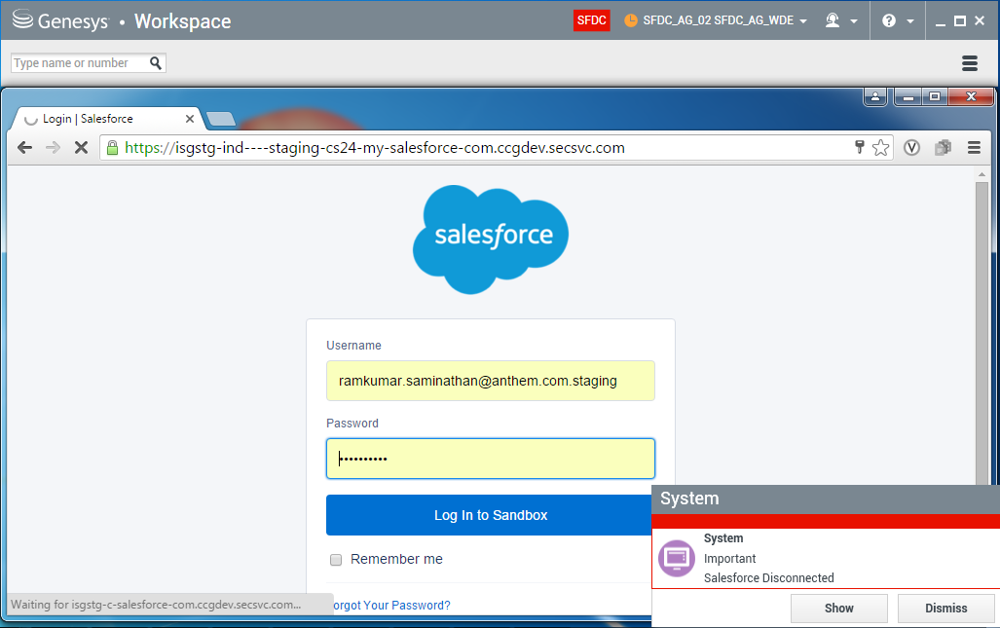 Genesys • Workspace
SFDC
SFDC_AG_02 SFDC_AG_WDE
Type name or number
Login | Salesforce
https://isgstg-ind----staging-cs24-my-salesforce-com.ccgdev.secsvc.com
salesforce
Username
ramkumar.saminathan@anthem.com.staging
Password
••••••••••
Log In to Sandbox
Remember me
orgot Your Password?
Waiting for isgstg-c-salesforce-com.ccgdev.secsvc.com...
System
System
Important
Salesforce Disconnected
Show
Dismiss